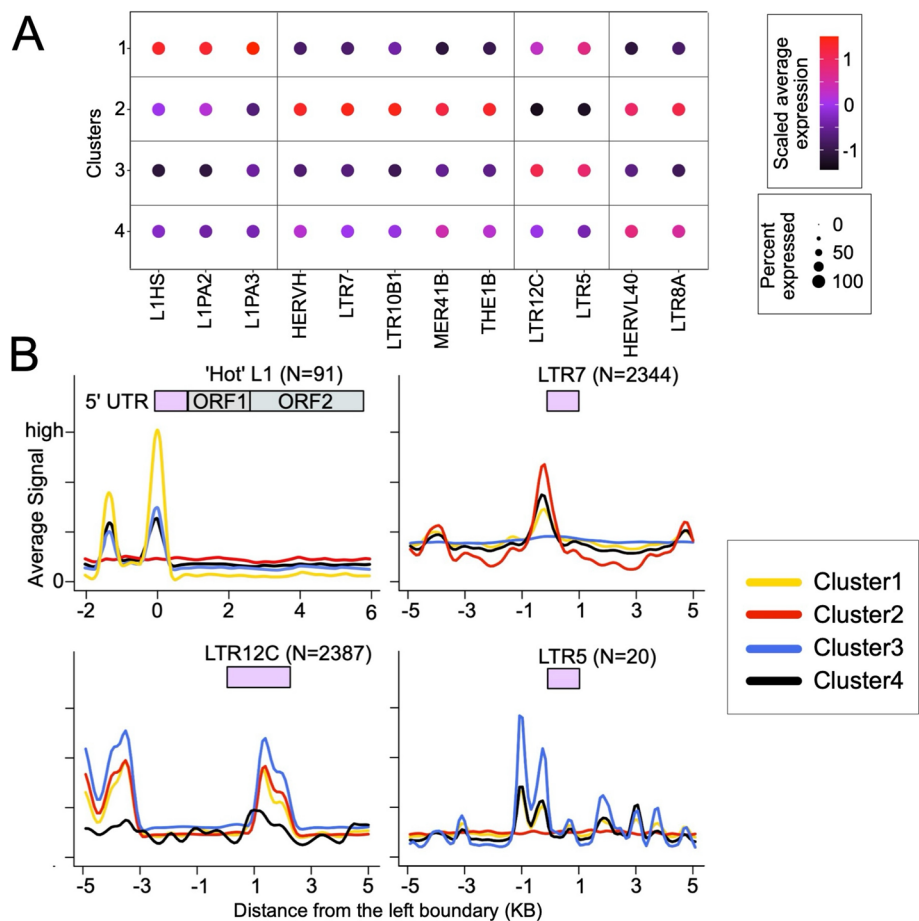 A
Clusters
1
2
3
4
L1HS
L1PA2
L1PA3
HERVH
LTR7
LTR10B1
MER41B
THE1B
LTR12C
LTR5
HERVL40
LTR8A
Scaled average
expression
1
0
-1
Percent
expressed
0
50
100
B
'Hot' L1 (N=91)
5' UTR
ORF1
ORF2
LTR7 (N=2344)
Average Signal
high
0
-2 0 2 4 6
-5 -3 -1 1 3 5
LTR12C (N=2387)
LTR5 (N=20)
-5 -3 -1 1 3 5
-5 -3 -1 1 3 5
Distance from the left boundary (KB)
Cluster1
Cluster2
Cluster3
Cluster4